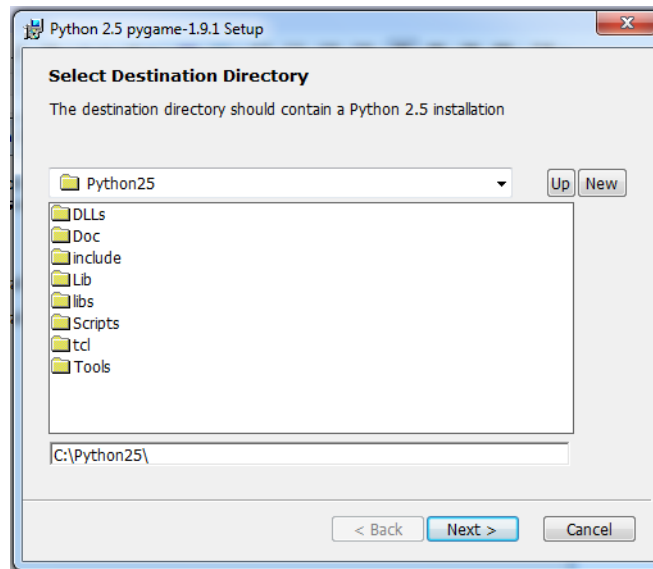 Python 2.5 pygame-1.9.1 Setup
Select Destination Directory
The destination directory should contain a Python 2.5 installation
Python25
Up New
DLLs
Doc
include
Lib
libs
Scripts
tcl
Tools
C:\Python25\
< Back Next > Cancel